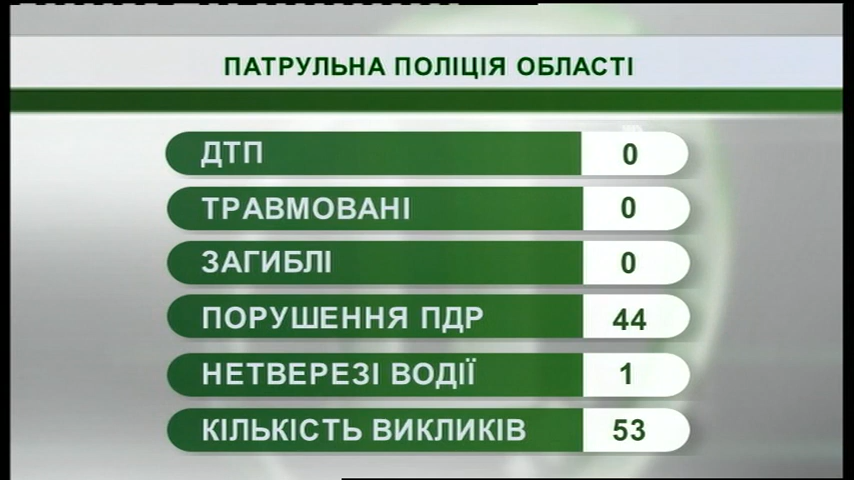 ПАТРУЛЬНА ПОЛІЦІЯ ОБЛАСТІ
ДТП 0
ТРАВМОВАНІ 0
ЗАГИБЛІ 0
ПОРУШЕННЯ ПДР 44
НЕТВЕРЕЗІ ВОДІЇ 1
КІЛЬКІСТЬ ВИКЛИКІВ 53